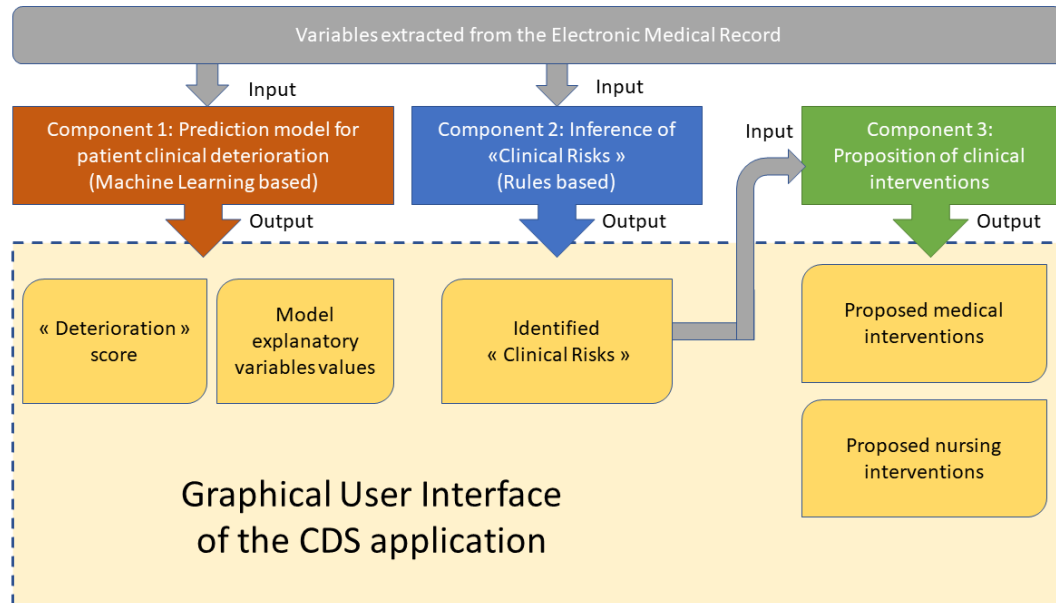 Variables extracted from the Electronic Medical Record
Input
Input
Component 1: Prediction model for
patient clinical deterioration
(Machine Learning based)
Component 2: Inference of
«Clinical Risks »
(Rules based)
Input
Component 3:
Proposition of clinical
interventions
Output
Output
Output
« Deterioration »
score
Model
explanatory
variables values
Identified
« Clinical Risks »
Proposed medical
interventions
Proposed nursing
interventions
Graphical User Interface
of the CDS application